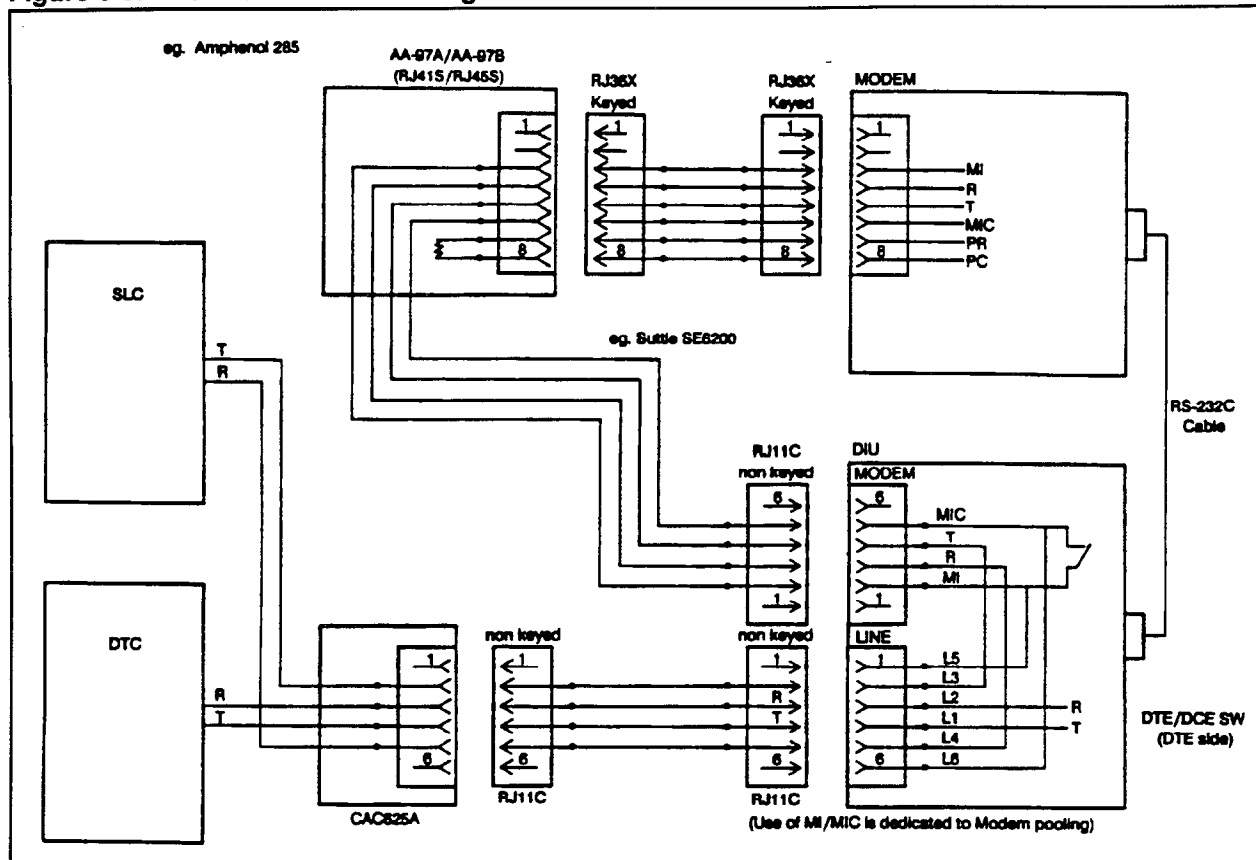 eg. Amphenol 285
AA-97A/AA-97B
(RJ41S/RJ45S)
RJ36X
Keyed
RJ36X
Keyed
MODEM
1
1
1
1
MI
R
T
MIC
PR
PC
8
8
8
8
SLC
T
R
eg. Suttle SE6200
RS-232C
Cable
RJ11C
non keyed
DIU
MODEM
6
6
MIC
T
R
MI
1
1
DTC
R
T
non keyed
non keyed
LINE
1
1
1
1
L5
L3
L2
L1
L4
L6
R
T
R
T
6
6
6
6
CAC625A
RJ11C
RJ11C
DTE/DCE SW
(DTE side)
(Use of MI/MIC is dedicated to Modem pooling)